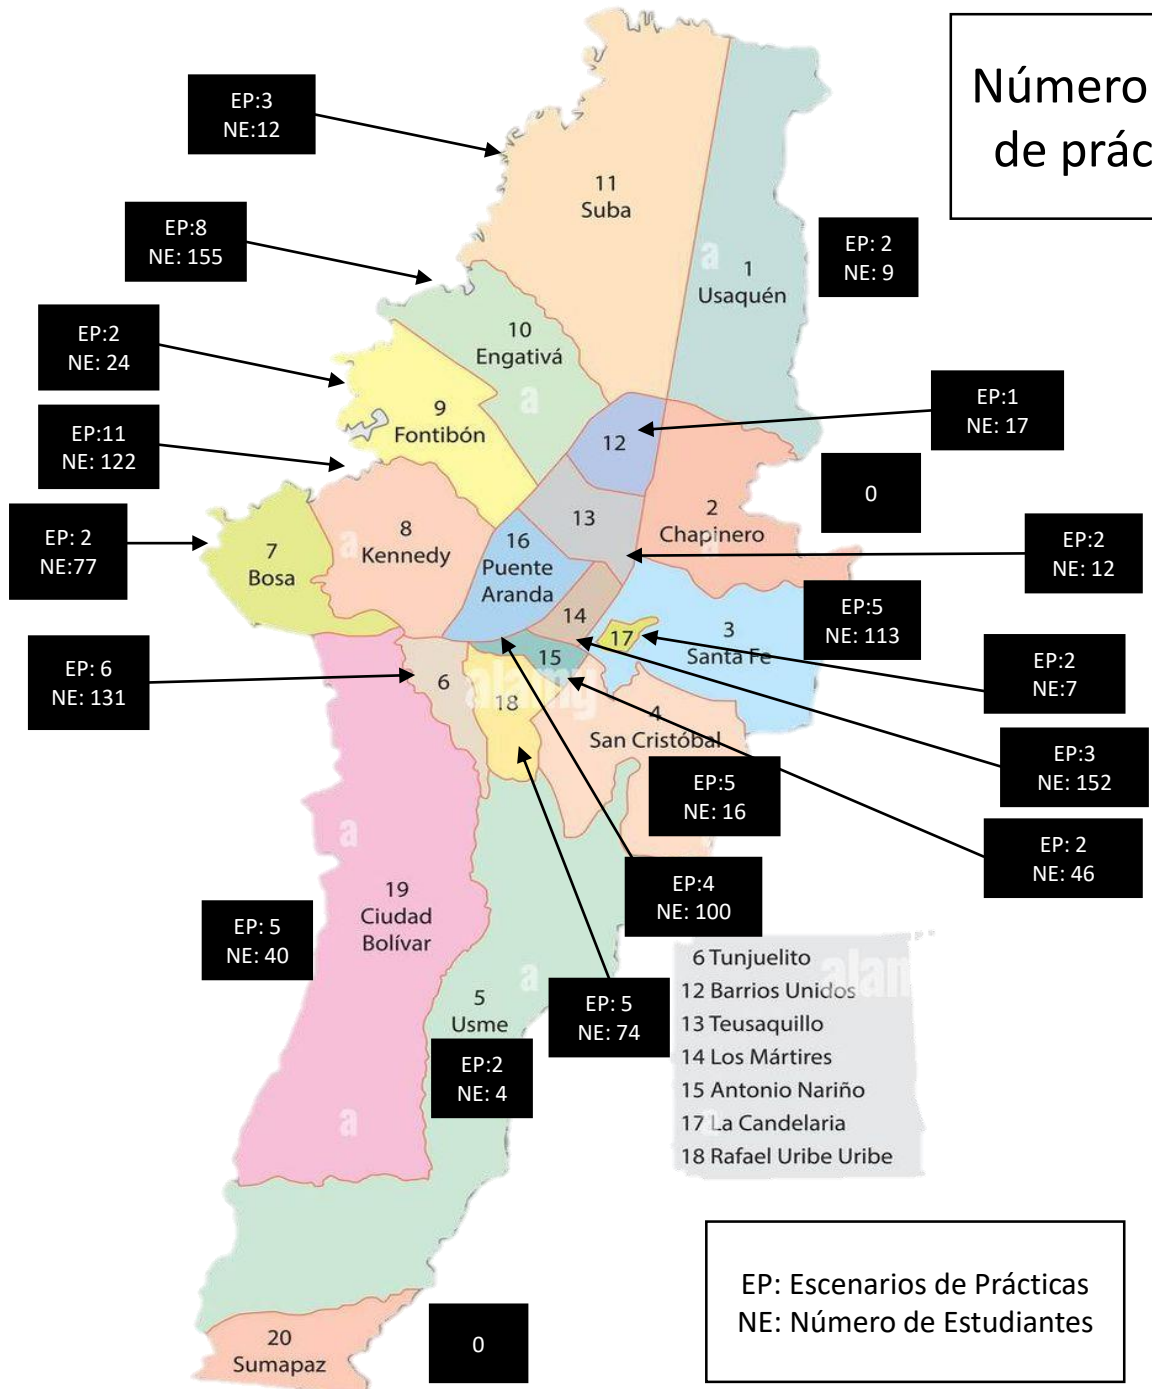 Número
de prác
EP:3
NE:12
11
Suba
EP:8
NE: 155
EP: 2
NE: 9
1
Usaquén
EP:2
NE: 24
10
Engativá
EP:1
NE: 17
9
Fontibón
EP:11
NE: 122
12
0
2
Chapinero
13
8
Kennedy
16
Puente
Aranda
EP: 2
NE:77
7
Bosa
EP:2
NE: 12
14
EP:5
NE: 113
17
3
Santa Fe
15
EP:2
NE:7
EP: 6
NE: 131
6
18
4
San Cristóbal
EP:3
NE: 152
EP:5
NE: 16
EP: 2
NE: 46
EP:4
NE: 100
19
Ciudad
Bolívar
EP: 5
NE: 40
6 Tunjuelito
12 Barrios Unidos
13 Teusaquillo
14 Los Mártires
15 Antonio Nariño
17 La Candelaria
18 Rafael Uribe Uribe
5
Usme
EP: 5
NE: 74
EP:2
NE: 4
EP: Escenarios de Prácticas
NE: Número de Estudiantes
20
Sumapaz
0
alamy
a
a
a
a
a
a
a